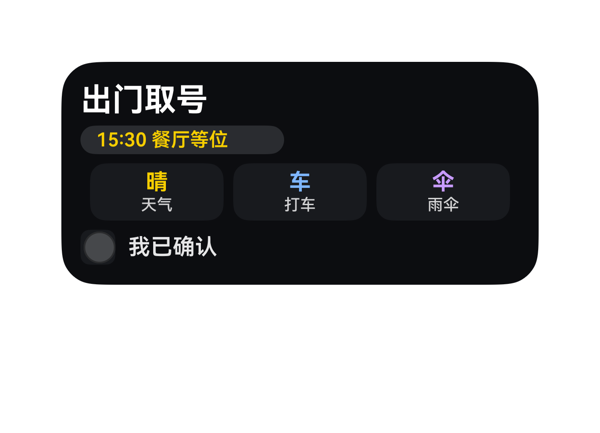 出门取号
15:30 餐厅等位
晴 车 伞
天气 打车 雨伞
我已确认